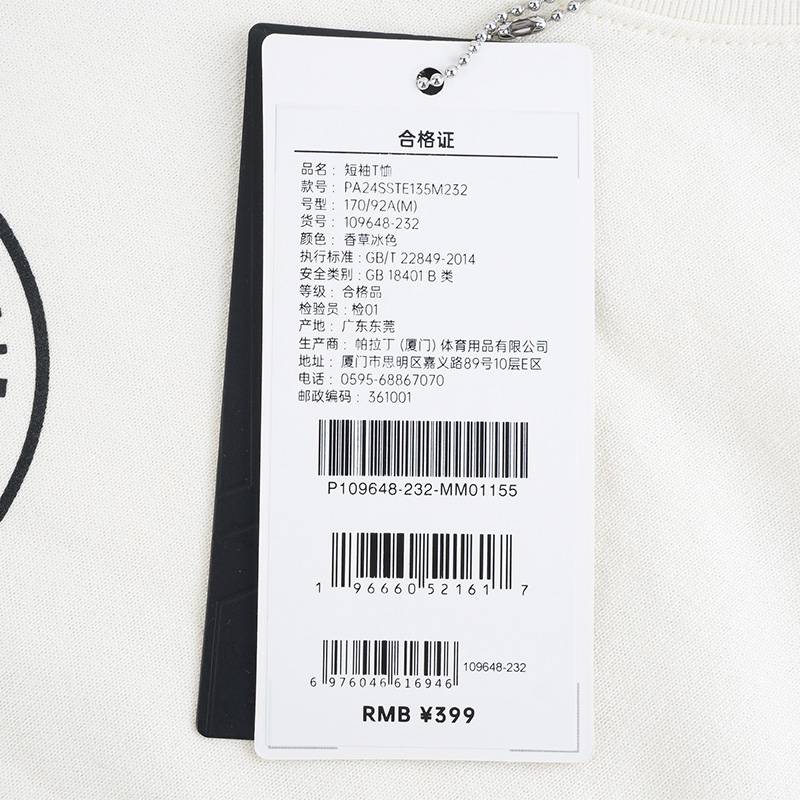 合格证
品名：短袖T恤
款号：PA24SSTE135M232
号型：170/92A(M)
货号：109648-232
颜色：香草冰色
执行标准：GB/T 22849-2014
安全类别：GB 18401 B 类
等级：合格品
检验员：检01
产地：广东东莞
生产商：帕拉丁 (厦门) 体育用品有限公司
地址：厦门市思明区嘉义路89号10层E区
电话：0595-68867070
邮政编码：361001
P109648-232-MM01155
1 96660 52161 7
6 976046 616946
109648-232
RMB ¥399